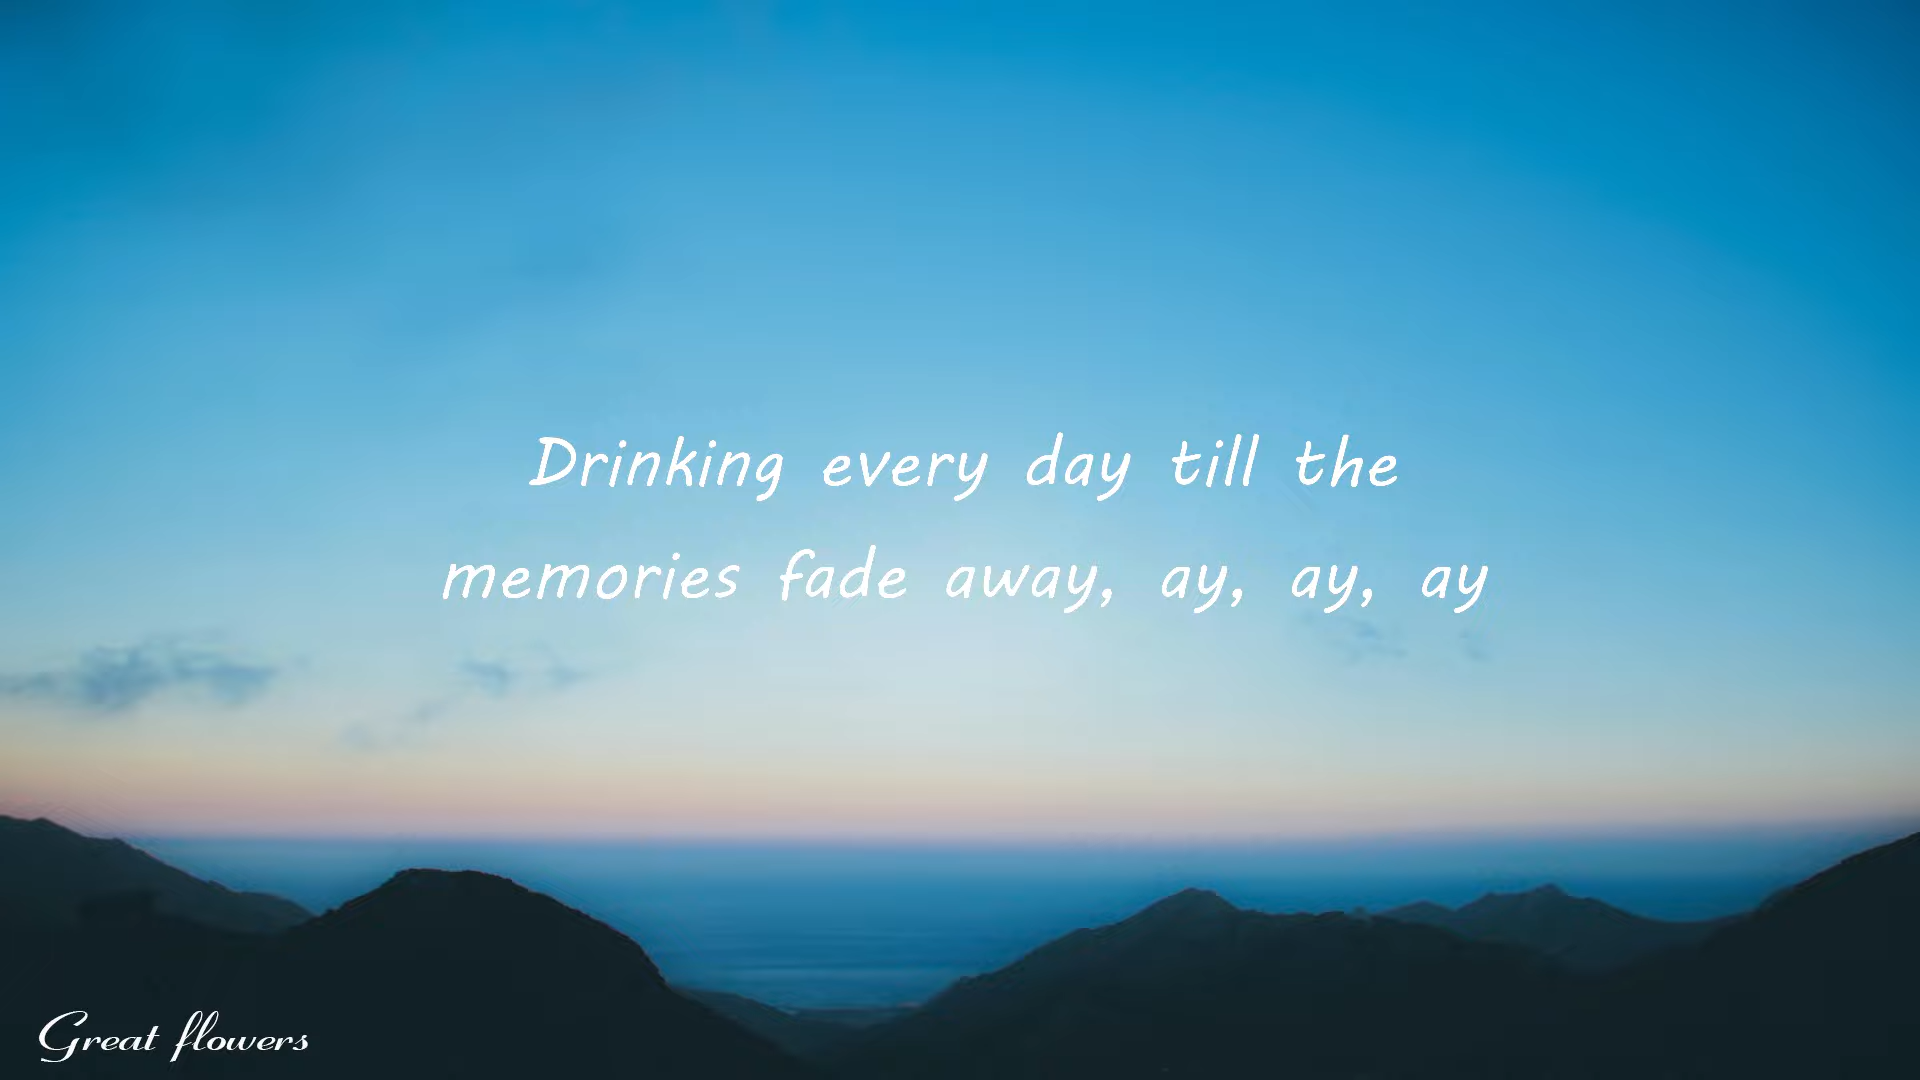 Drinking every day till the
memories fade away, ay, ay, ay
Great flowers